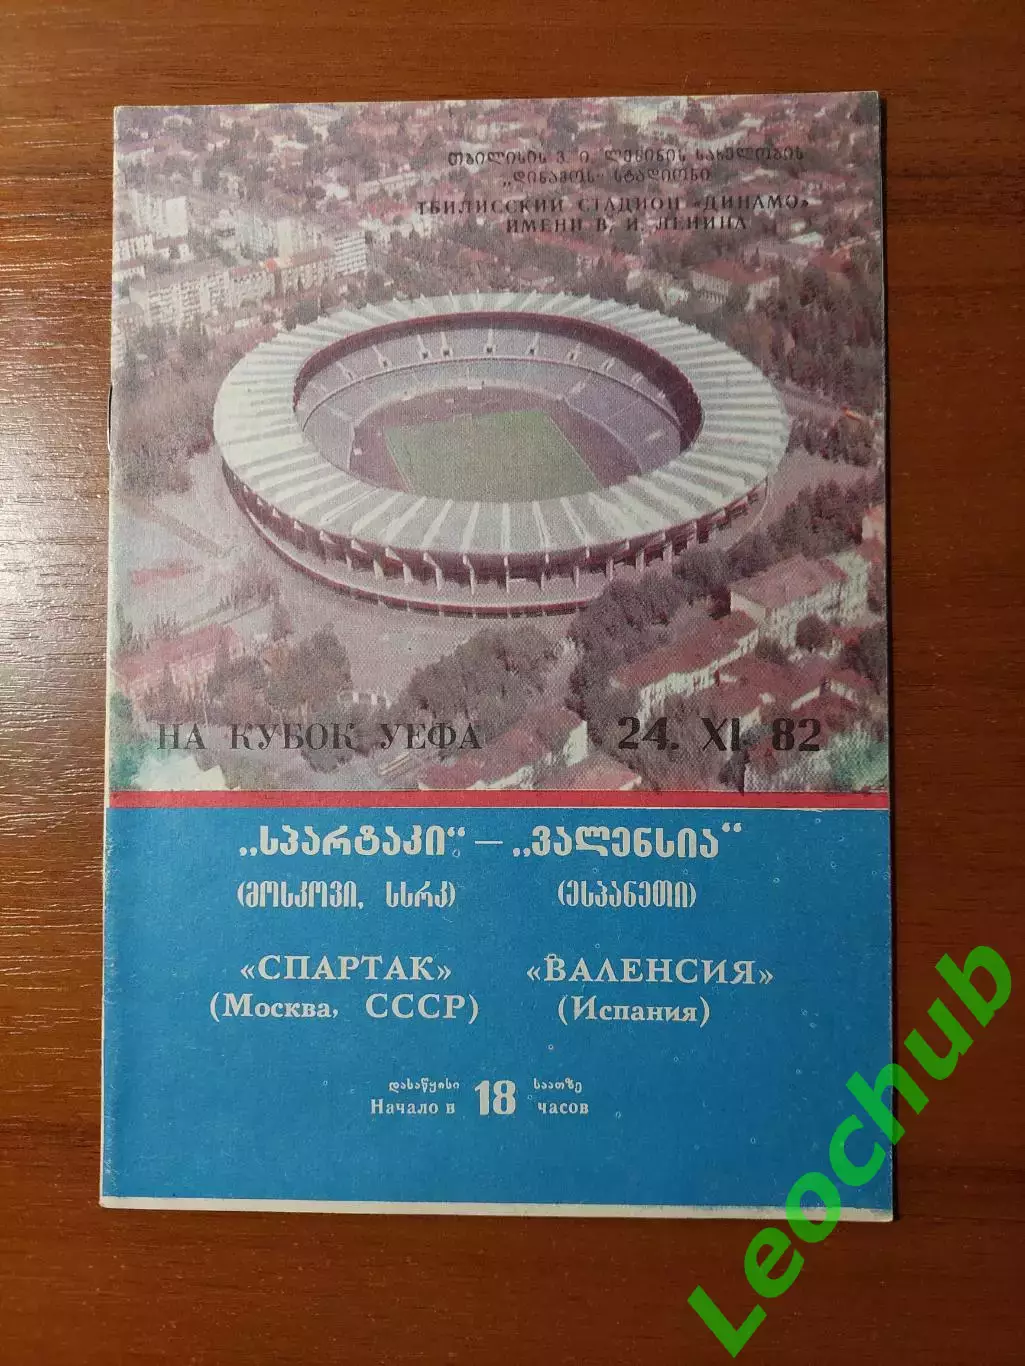 თბილისის ვ. ი. ლენინის სახელობის
„დინამოს“ სტადიონი
ТБИЛИССКИЙ СТАДИОН «ДИНАМО»
ИМЕНИ В. И. ЛЕНИНА
НА КУБОК УЕФА 24. XI. 82
„სპარტაკი“ – „ვალენსია“
(მოსკოვი, სსრკ) (ესპანეთი)
«СПАРТАК» «ВАЛЕНСИЯ»
(Москва, СССР) (Испания)
დასაწყისი 18 საათზე
Начало в 18 часов
Leochub